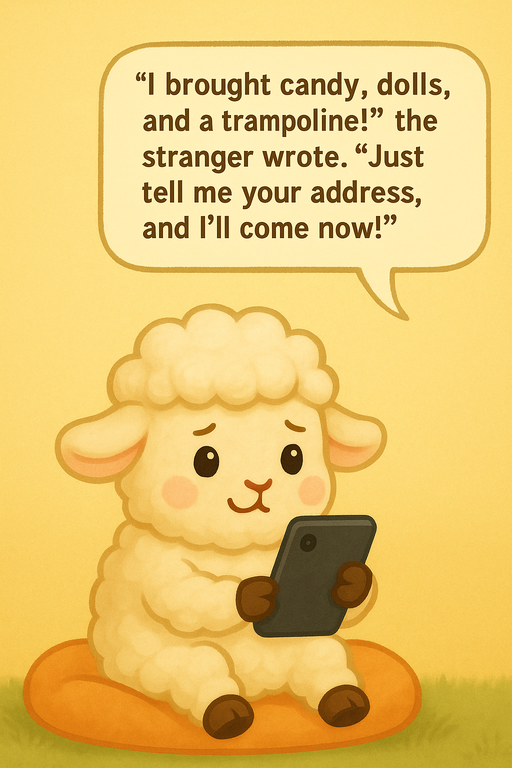 “I brought candy, dolls,
and a trampoline!” the
stranger wrote. “Just
tell me your address,
and I’ll come now!”